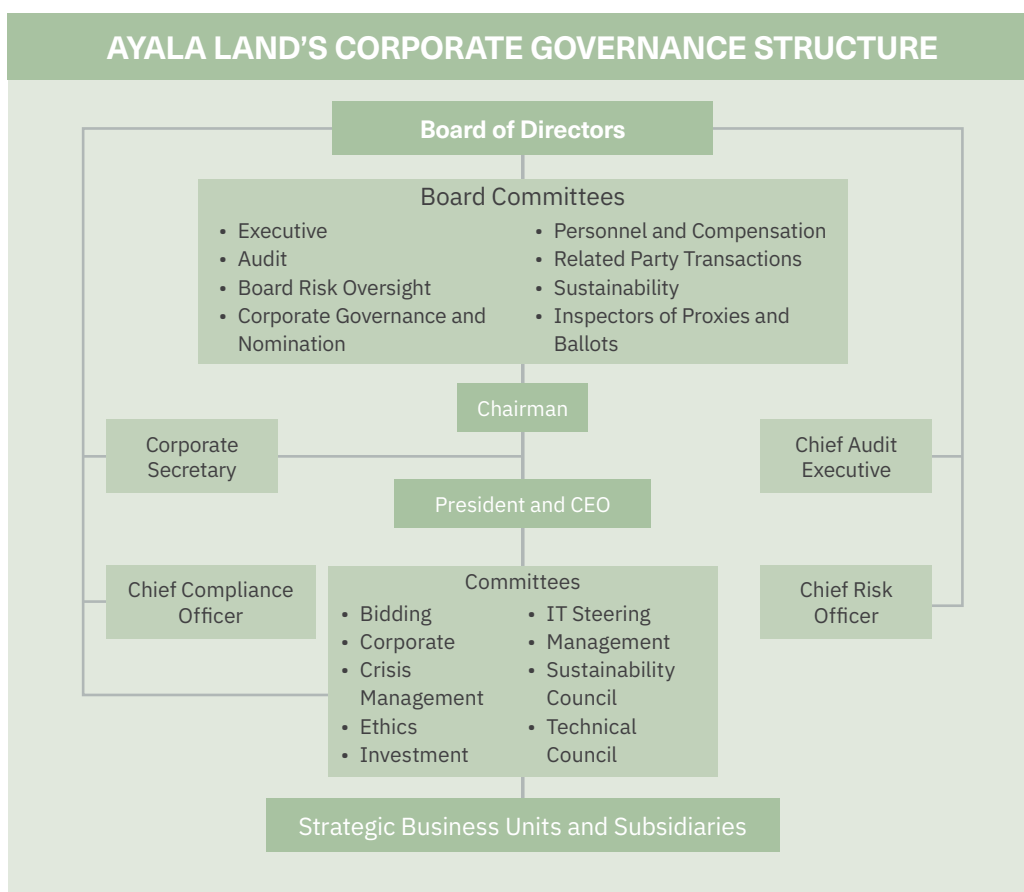 AYALA LAND’S CORPORATE GOVERNANCE STRUCTURE
Board of Directors
Board Committees
• Executive
• Audit
• Board Risk Oversight
• Corporate Governance and
Nomination
• Personnel and Compensation
• Related Party Transactions
• Sustainability
• Inspectors of Proxies and
Ballots
Chairman
Corporate
Secretary
Chief Audit
Executive
President and CEO
Chief Compliance
Officer
Committees
• Bidding
• Corporate
• Crisis
Management
• Ethics
• Investment
• IT Steering
• Management
• Sustainability
Council
• Technical
Council
Chief Risk
Officer
Strategic Business Units and Subsidiaries